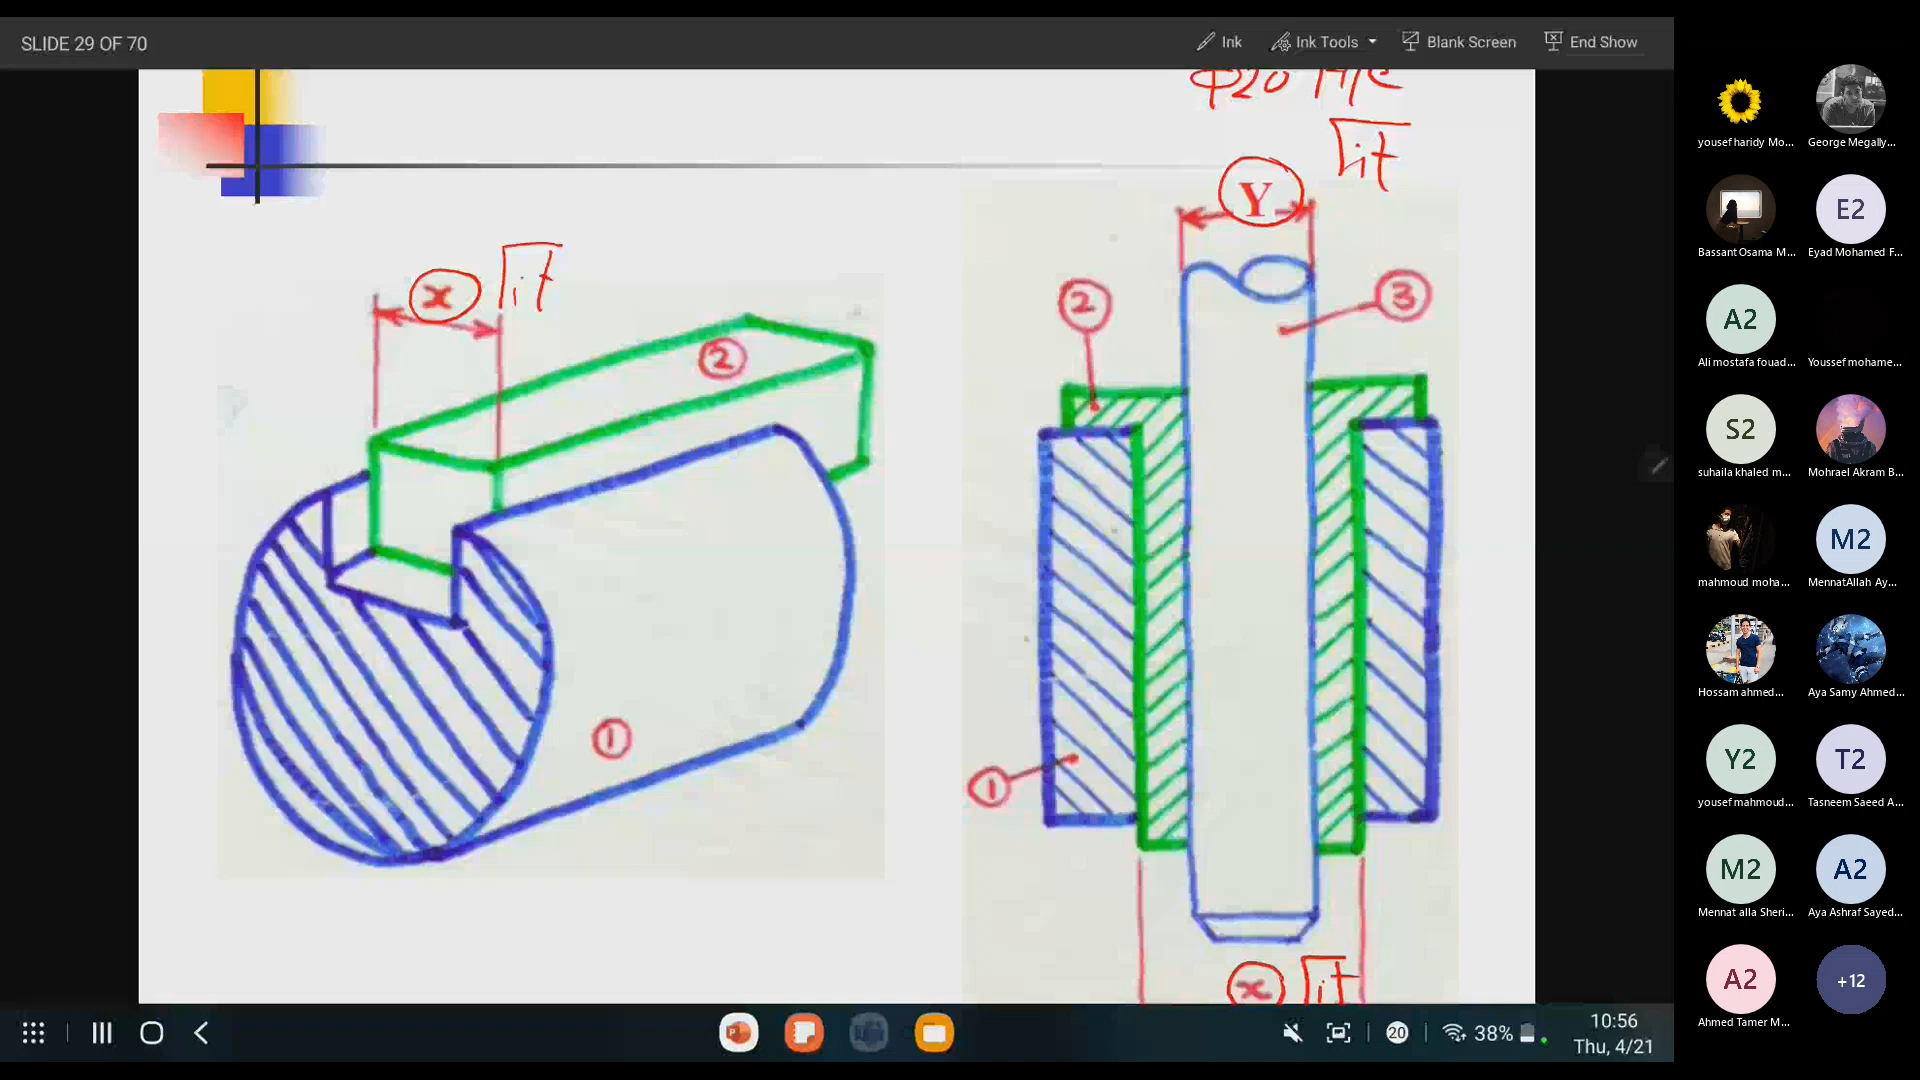 SLIDE 29 OF 70
Ink
Ink Tools
Blank Screen
End Show
Y
fit
x
fit
2
3
2
1
1
x
fit
yousef haridy Mo...
George Megally...
Bassant Osama M...
E2
Eyad Mohamed F...
A2
Ali mostafa fouad...
Youssef mohame...
S2
suhaila khaled m...
Mohrael Akram B...
mahmoud moha...
M2
MennatAllah Ay...
Hossam ahmed...
Aya Samy Ahmed...
Y2
yousef mahmoud...
T2
Tasneem Saeed A...
M2
Mennat alla Sheri...
A2
Aya Ashraf Sayed...
A2
Ahmed Tamer M...
+12
20
38%
10:56
Thu, 4/21